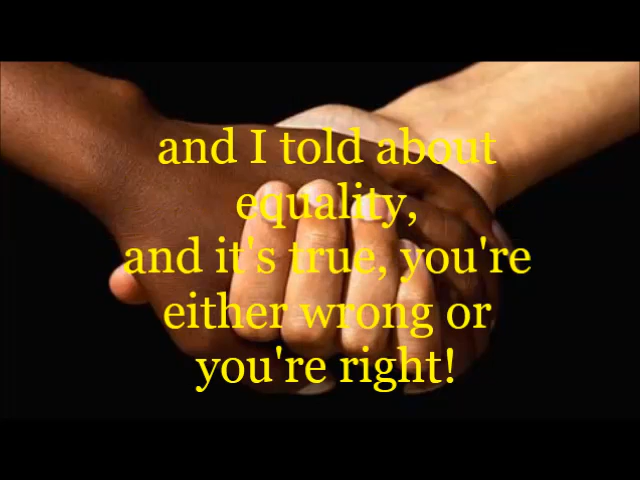 and I told about
equality,
and it's true, you're
either wrong or
you're right!